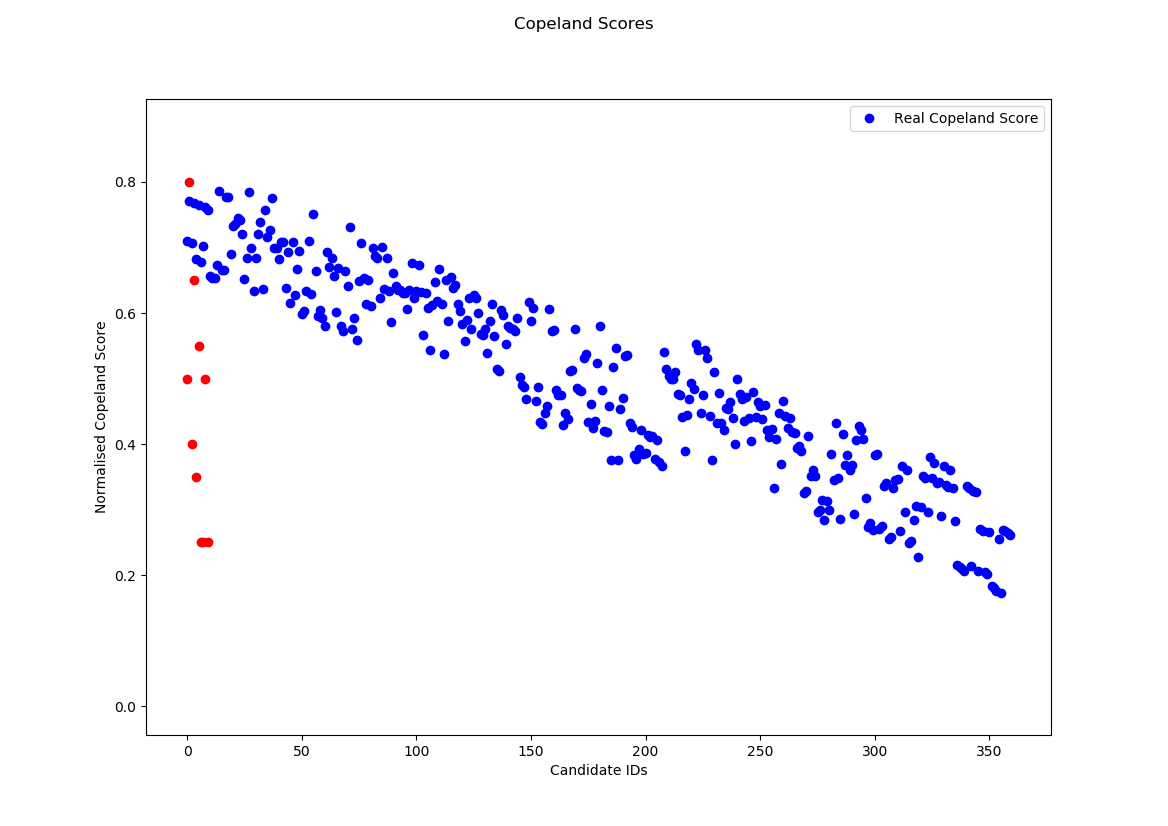 Copeland Scores
Real Copeland Score
Normalised Copeland Score
0.8
0.6
0.4
0.2
0.0
0 50 100 150 200 250 300 350
Candidate IDs